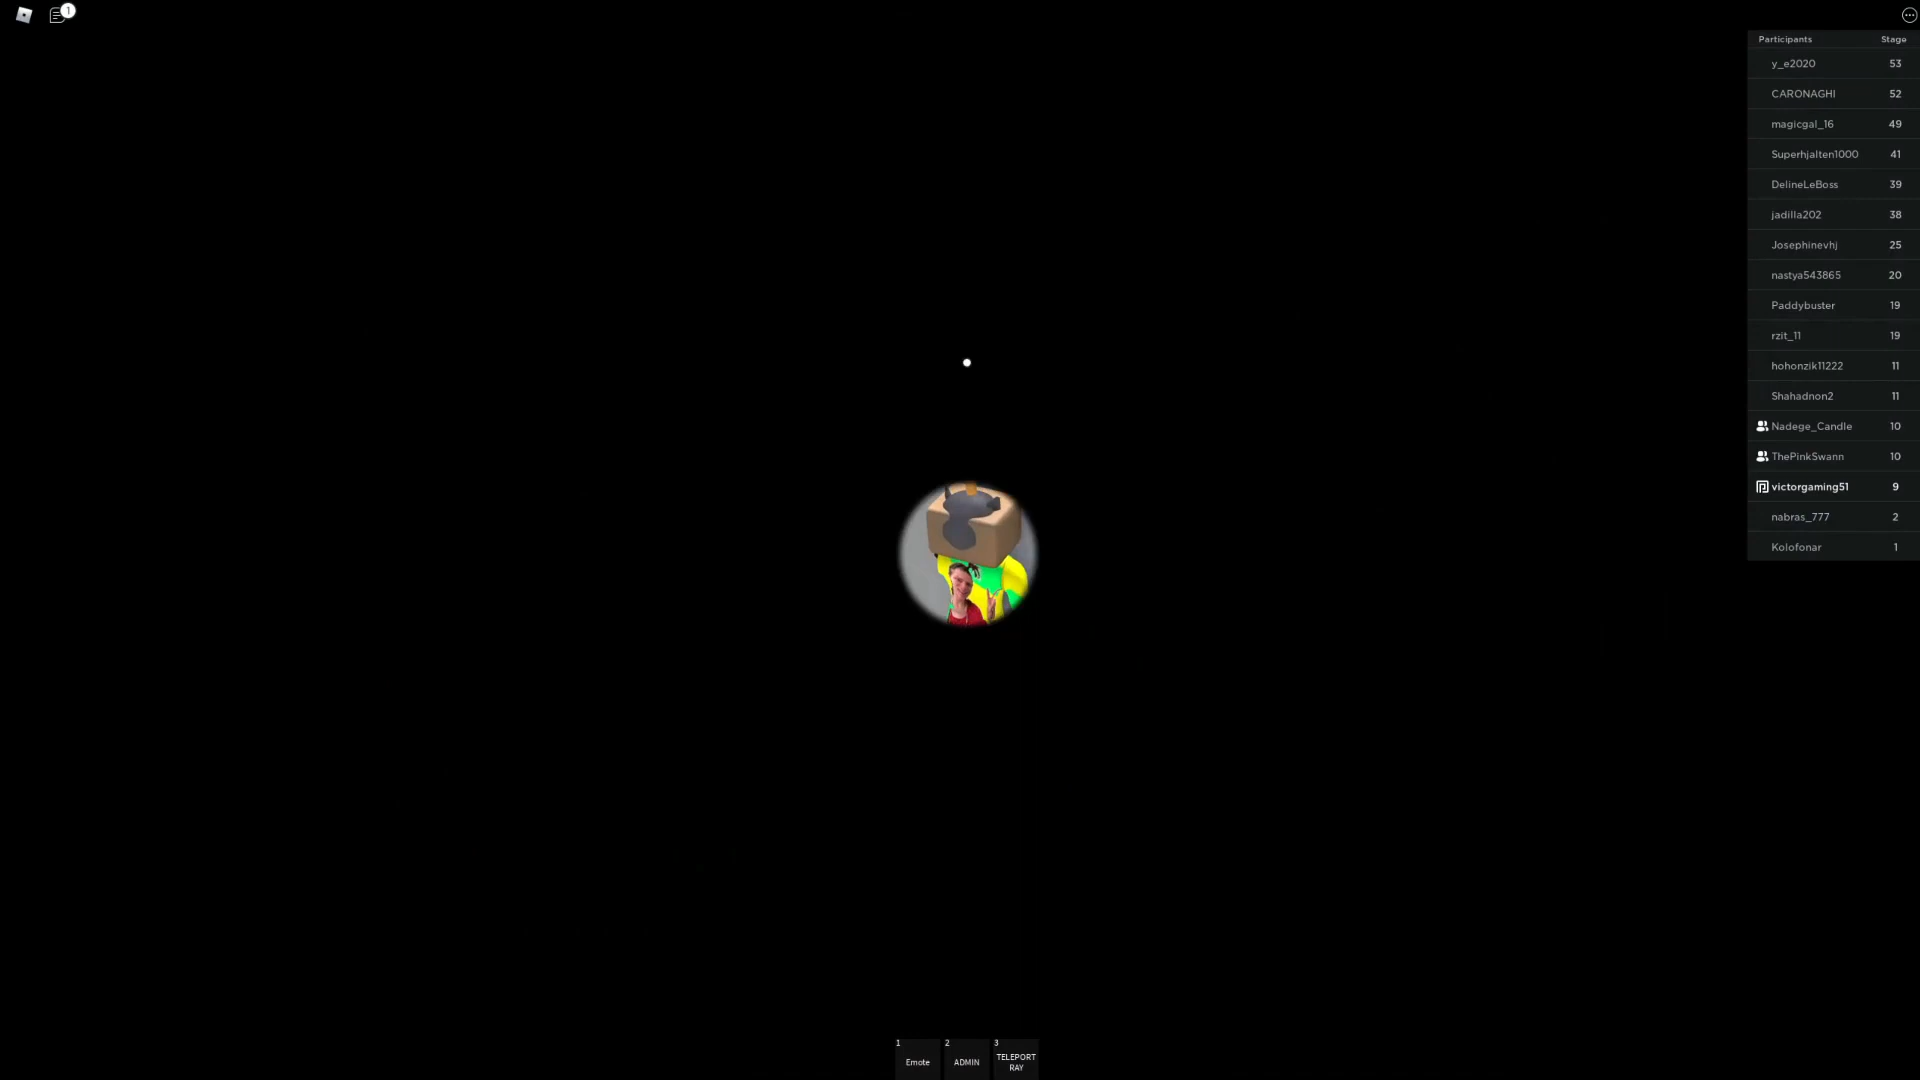 1
Participants Stage
y_e2020 53
CARONAGHI 52
magicgal_16 49
Superhjalten1000 41
DelineLeBoss 39
jadilla202 38
Josephinevhj 25
nastya543865 20
Paddybuster 19
rzit_11 19
hohonzik11222 11
Shahadnon2 11
Nadege_Candle 10
ThePinkSwann 10
victorgaming51 9
nabras_777 2
Kolofonar 1
1 2 3
Emote ADMIN TELEPORT
RAY